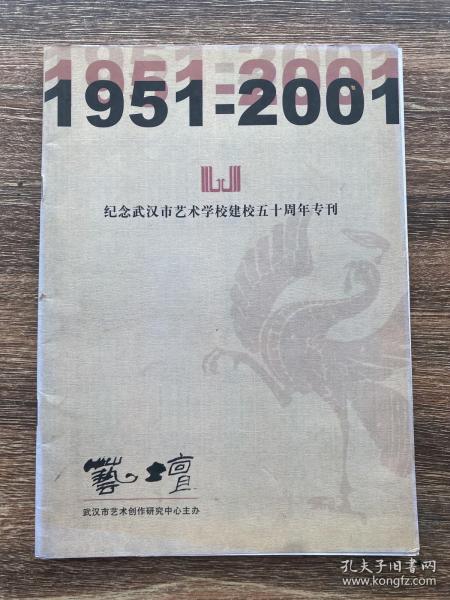 1951-2001
1951-2001
纪念武汉市艺术学校建校五十周年专刊
藝壇
武汉市艺术创作研究中心主办
孔夫子旧书网
www.kongfz.com